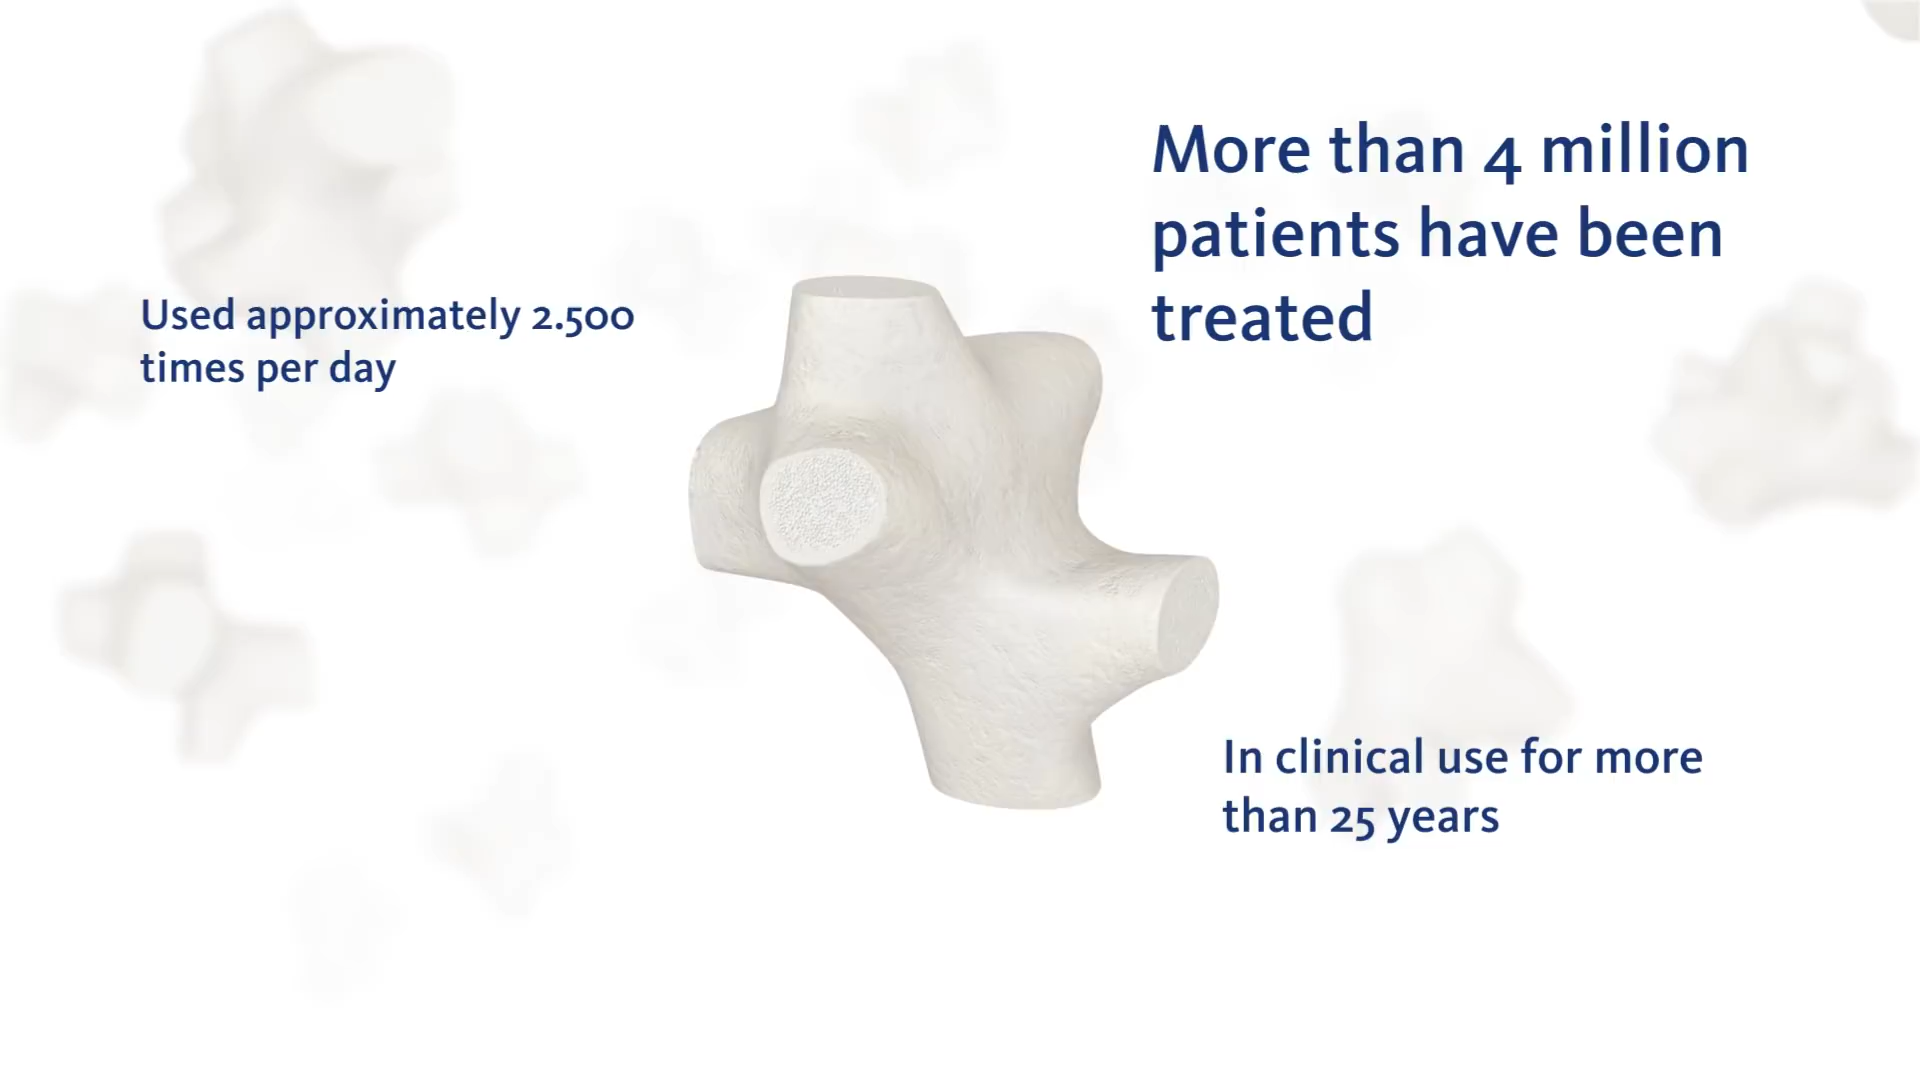 More than 4 million
patients have been
treated
Used approximately 2.500
times per day
In clinical use for more
than 25 years